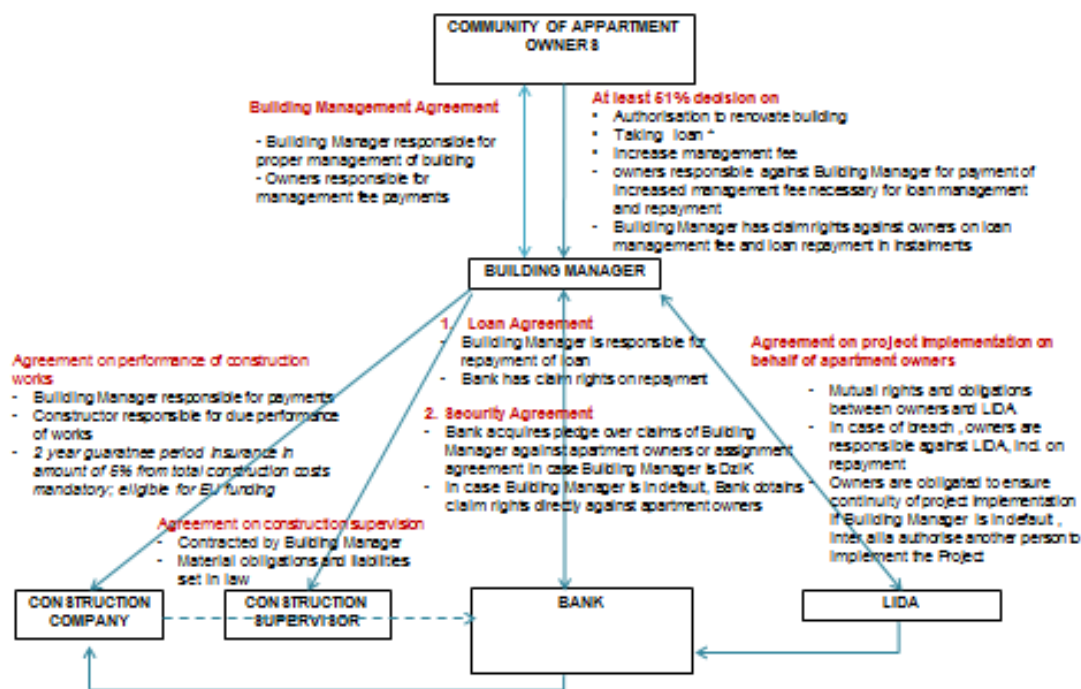 COMMUNITY OF APPARTMENT
OWNERS
Building Management Agreement
- Building Manager responsible for
proper management of building
- Owners responsible for
management fee payments
At least 51% decision on
• Authorisation to renovate building
• Taking loan *
• Increase management fee
- owners responsible against Building Manager for payment of
increased management fee necessary for loan management
and repayment
- Building Manager has claim rights against owners on loan
management fee and loan repayment in instalments
BUILDING MANAGER
Agreement on performance of construction
works
- Building Manager responsible for payments
- Constructor responsible for due performance
of works
- 2 year guaratnee period insurance in
amount of 5% from total construction costs
mandatory; eligible for EU funding
Agreement on construction supervision
- Contracted by Building Manager
- Material obligations and liabilities
set in law
1. Loan Agreement
- Building Manager is responsible for
repayment of loan
- Bank has claim rights on repayment
2. Security Agreement
- Bank acquires pledge over claims of Building
Manager against apartment owners or assignment
agreement in case Building Manager is DzIK
- In case Building Manager is in default, Bank obtains
claim rights directly against apartment owners
Agreement on project implementation on
behalf of apartment owners
- Mutual rights and obligations
between owners and LIDA
- In case of breach , owners are
responsible against LIDA, incl. on
repayment
- Owners are obligated to ensure
continuity of project implementation
if Building Manager is in default ,
inter alia authorise another person to
implement the Project
CONSTRUCTION
COMPANY
CONSTRUCTION
SUPERVISOR
BANK
LIDA